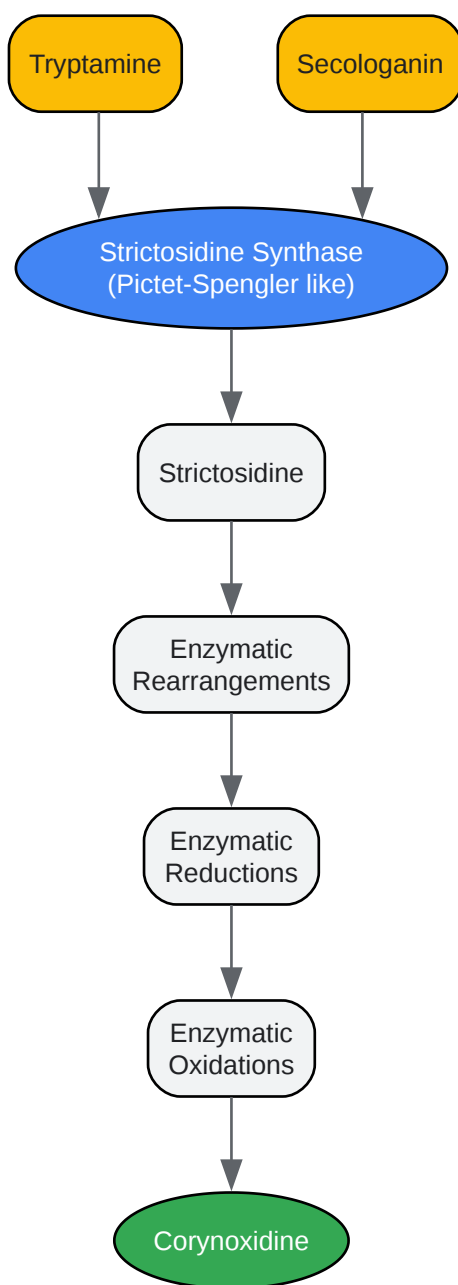 Tryptamine
Secologanin
Strictosidine Synthase
(Pictet-Spengler like)
Strictosidine
Enzymatic
Rearrangements
Enzymatic
Reductions
Enzymatic
Oxidations
Corynoxidine